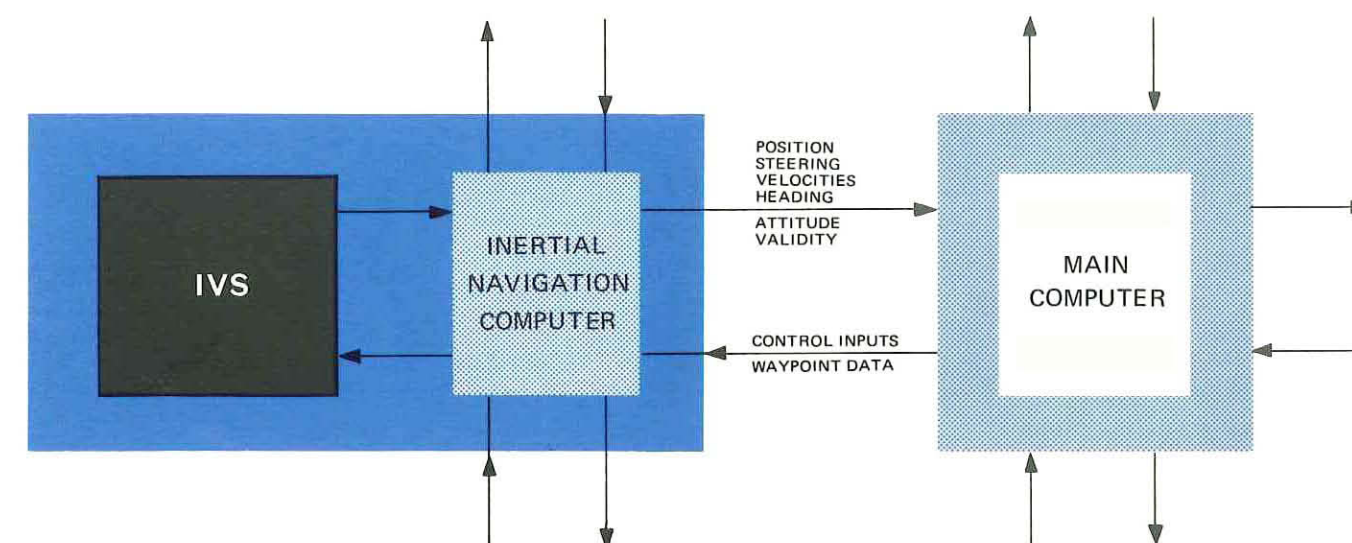 IVS
INERTIAL
NAVIGATION
COMPUTER
POSITION
STEERING
VELOCITIES
HEADING
ATTITUDE
VALIDITY
CONTROL INPUTS
WAYPOINT DATA
MAIN
COMPUTER